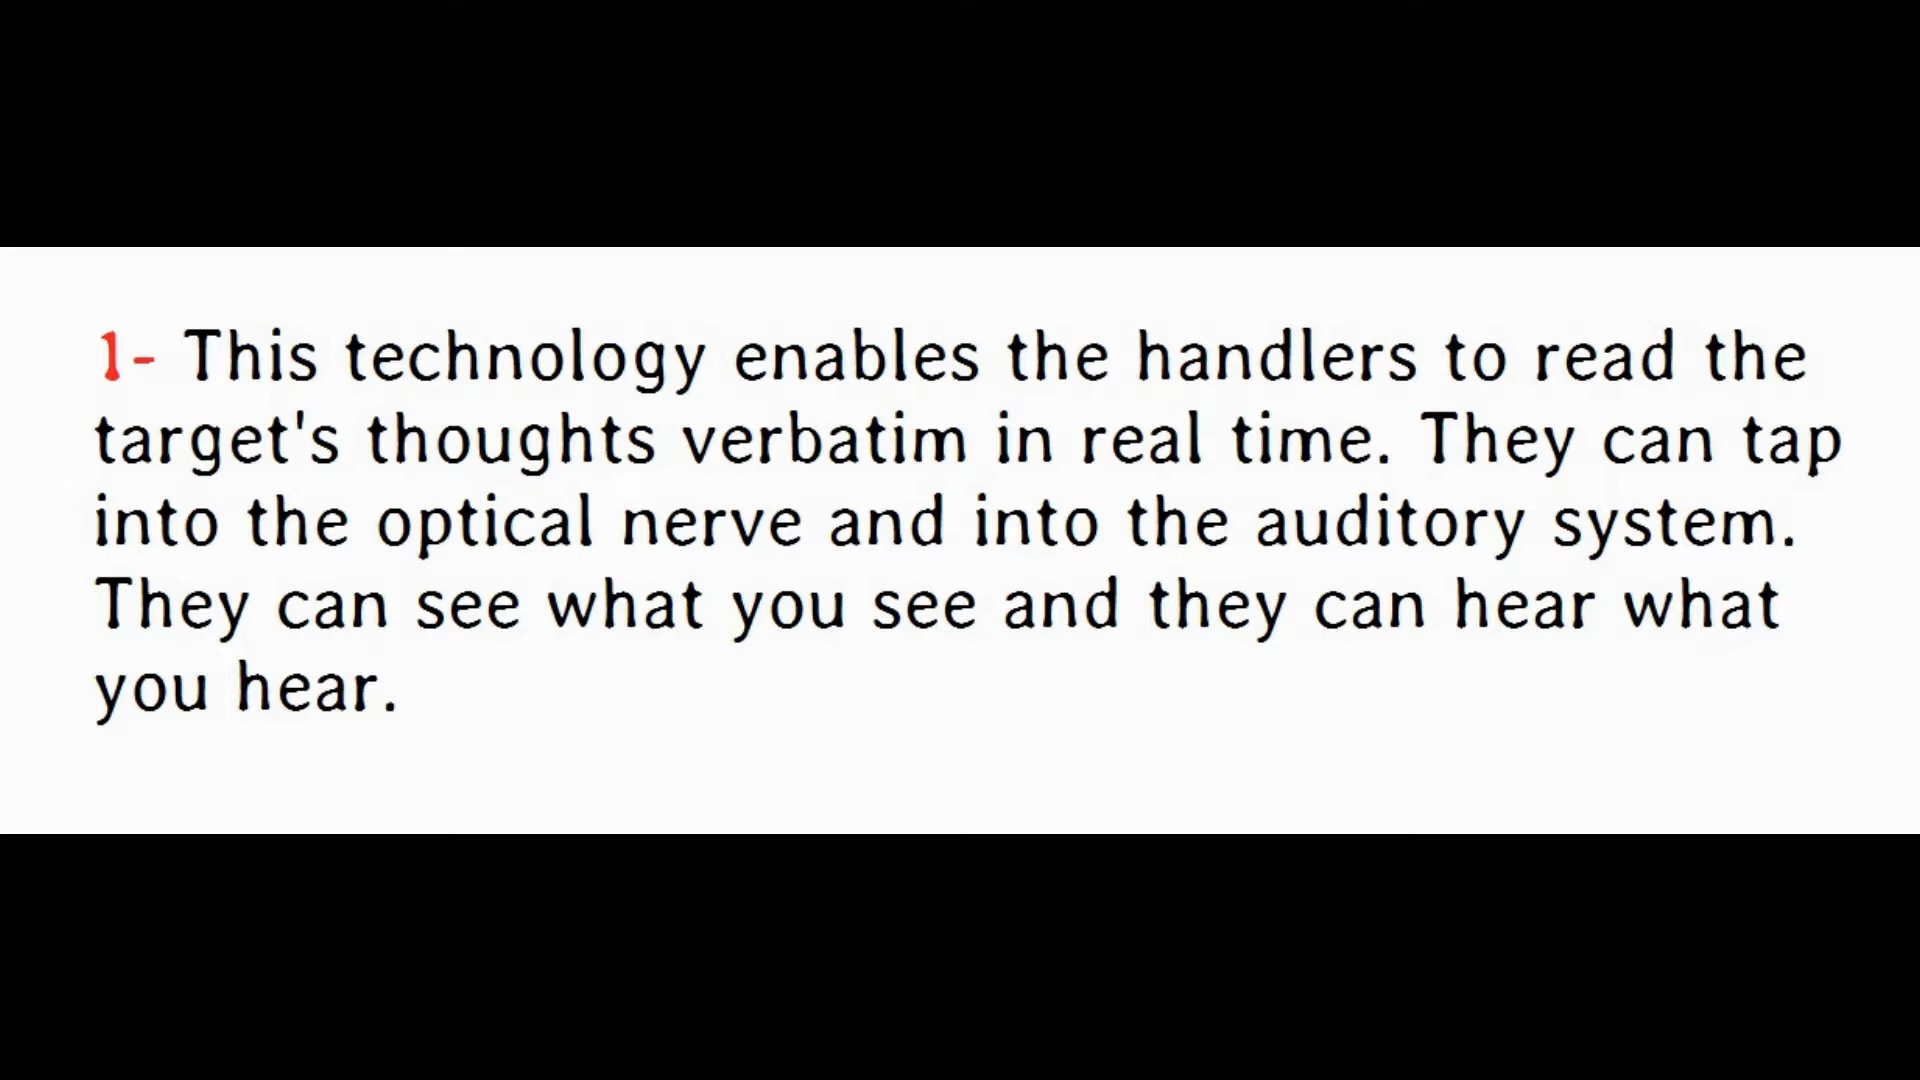 1- This technology enables the handlers to read the
target's thoughts verbatim in real time. They can tap
into the optical nerve and into the auditory system.
They can see what you see and they can hear what
you hear.